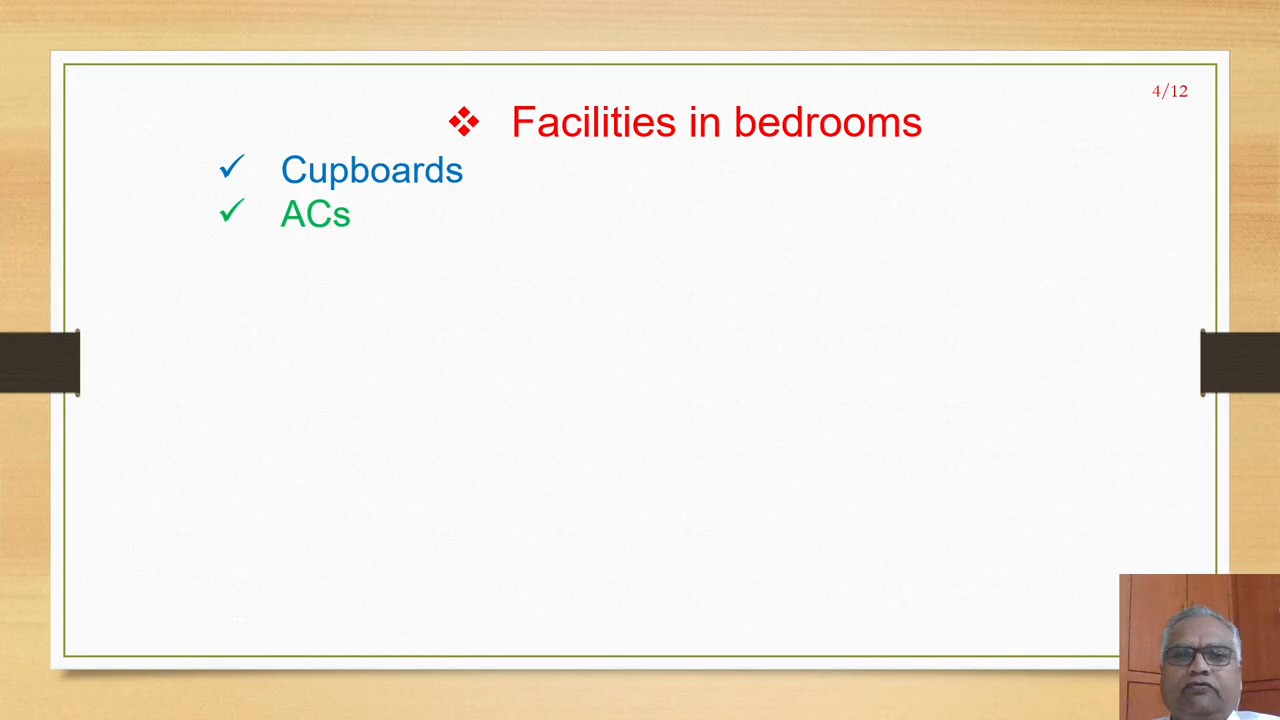 4/12
❖ Facilities in bedrooms
✓ Cupboards
✓ ACs